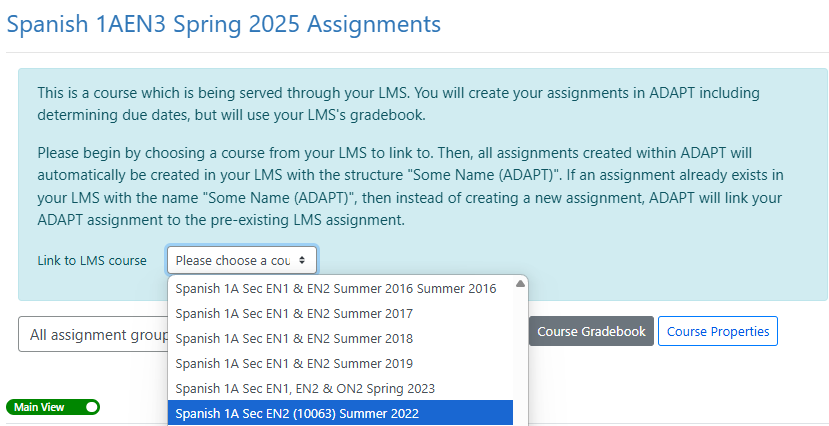 Spanish 1AEN3 Spring 2025 Assignments
This is a course which is being served through your LMS. You will create your assignments in ADAPT including
determining due dates, but will use your LMS's gradebook.
Please begin by choosing a course from your LMS to link to. Then, all assignments created within ADAPT will
automatically be created in your LMS with the structure "Some Name (ADAPT)". If an assignment already exists in
your LMS with the name "Some Name (ADAPT)", then instead of creating a new assignment, ADAPT will link your
ADAPT assignment to the pre-existing LMS assignment.
Link to LMS course Please choose a cou
Spanish 1A Sec EN1 & EN2 Summer 2016 Summer 2016
Spanish 1A Sec EN1 & EN2 Summer 2017
Spanish 1A Sec EN1 & EN2 Summer 2018
Spanish 1A Sec EN1 & EN2 Summer 2019
Spanish 1A Sec EN1, EN2 & ON2 Spring 2023
Spanish 1A Sec EN2 (10063) Summer 2022
All assignment group Course Gradebook Course Properties
Main View